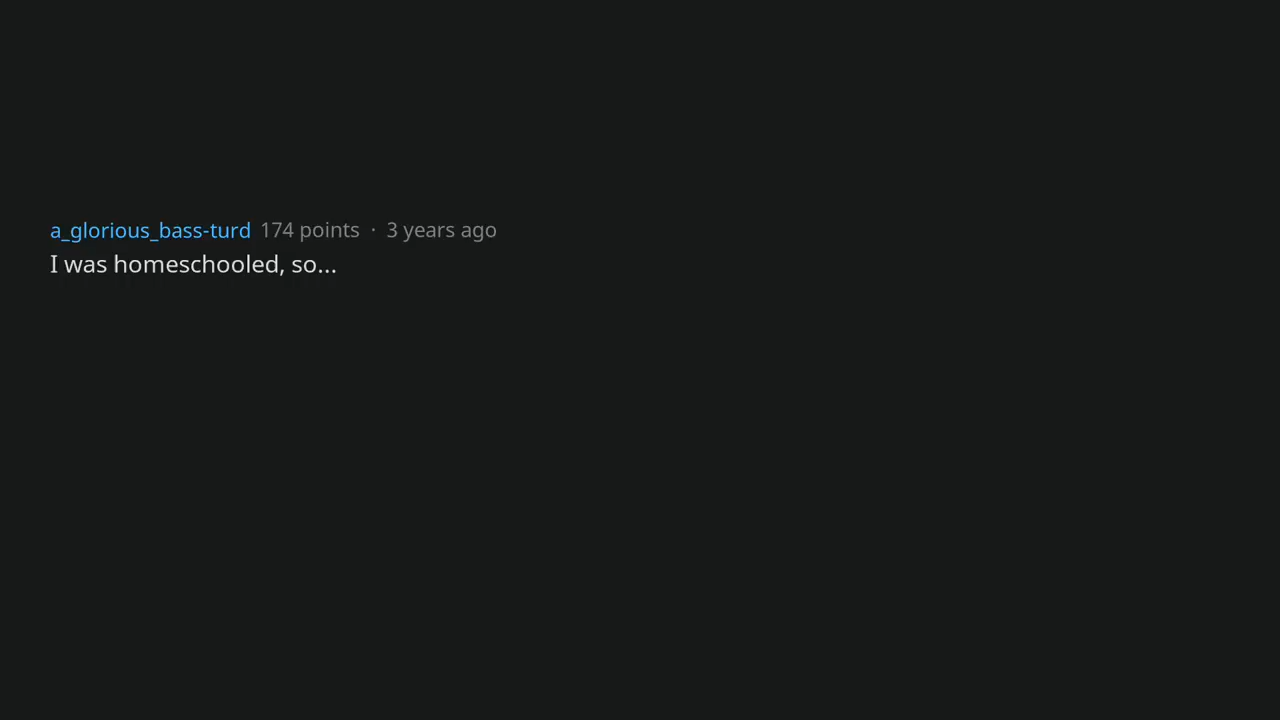 a_glorious_bass-turd 174 points · 3 years ago
I was homeschooled, so...